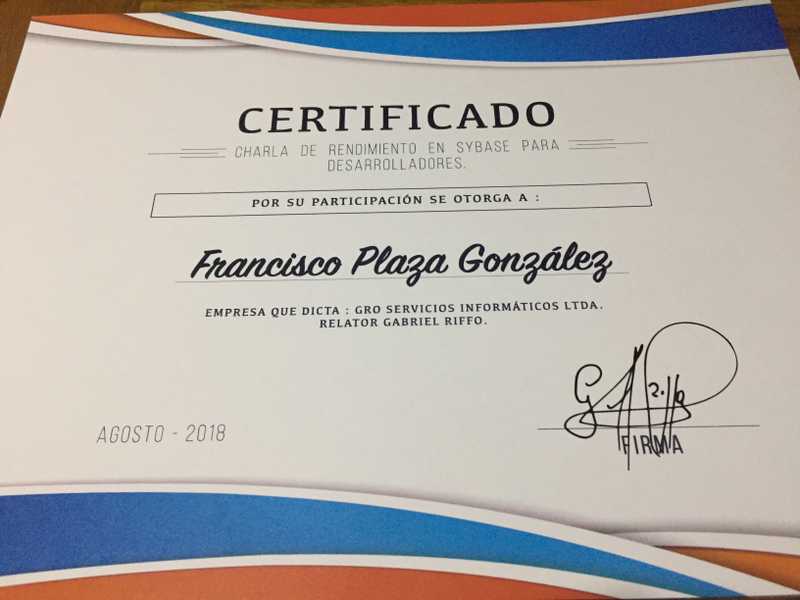 CERTIFICADO
CHARLA DE RENDIMIENTO EN SYBASE PARA
DESARROLLADORES.
POR SU PARTICIPACIÓN SE OTORGA A :
Francisco Plaza González
EMPRESA QUE DICTA : GRO SERVICIOS INFORMÁTICOS LTDA.
RELATOR GABRIEL RIFFO.
AGOSTO - 2018
FIRMA